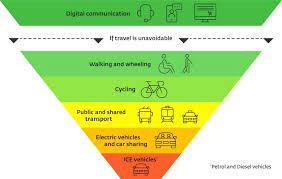 Digital communication
If travel is unavoidable
Walking and wheeling
Cycling
Public and shared
transport
Electric vehicles
and car sharing
ICE vehicles*
*Petrol and Diesel vehicles